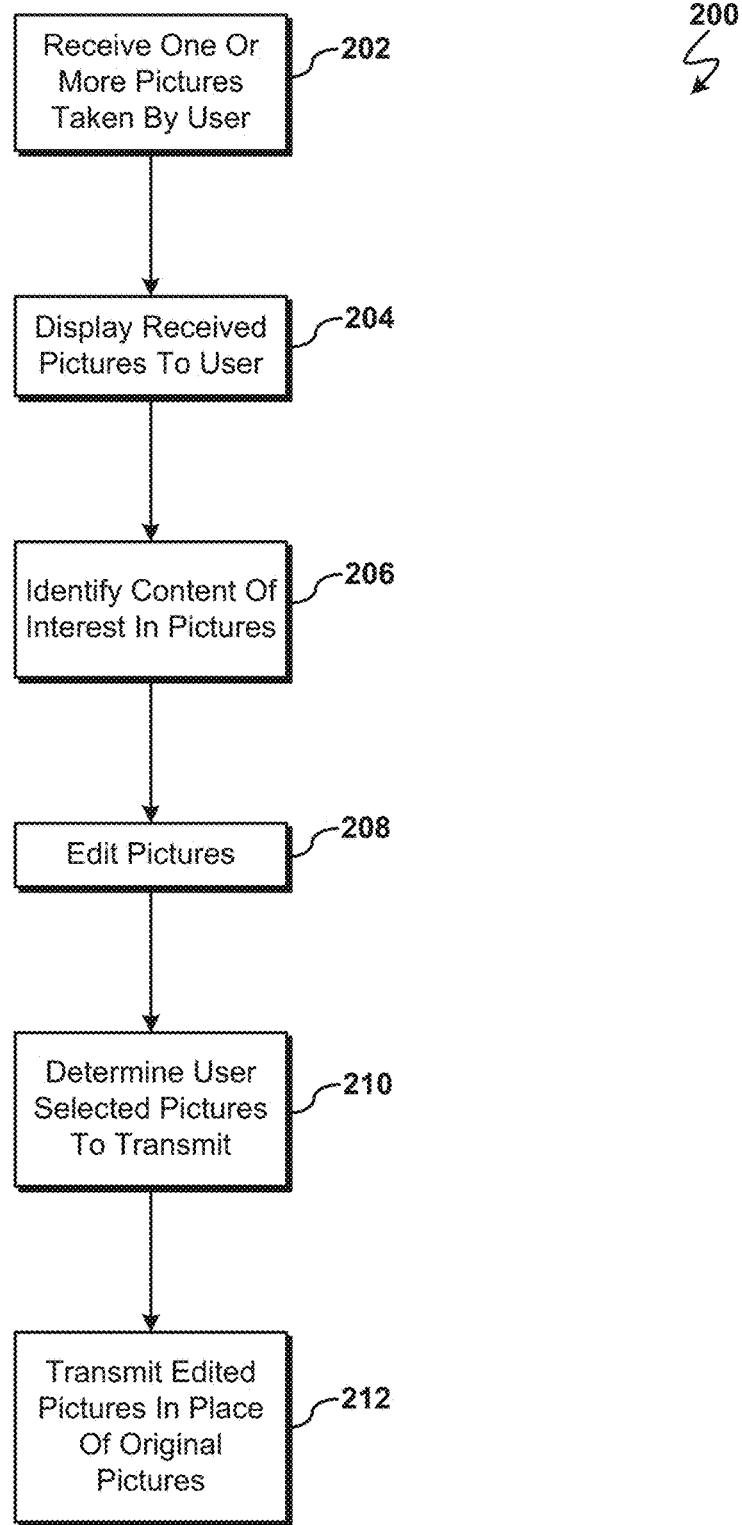 200
Receive One Or
More Pictures
Taken By User
202
Display Received
Pictures To User
204
Identify Content Of
Interest In Pictures
206
Edit Pictures
208
Determine User
Selected Pictures
To Transmit
210
Transmit Edited
Pictures In Place
Of Original
Pictures
212